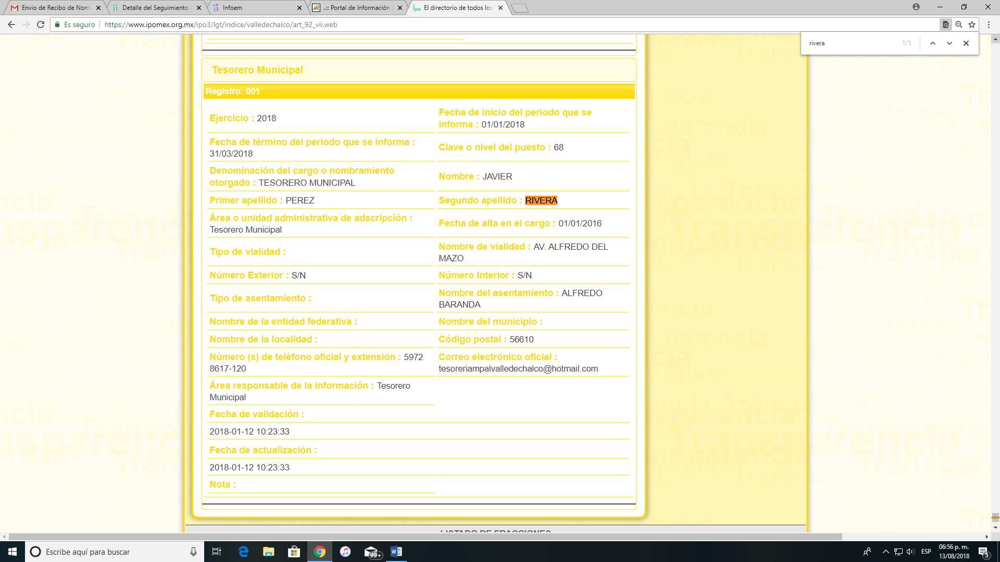 Envio de Recibo de Nom
Detalle del Seguimiento d
Infoem
..:: Portal de Información
El directorio de todos los
Es seguro
https://www.ipomex.org.mx/ipo3/lgt/indice/valledechalco/art_92_vii.web
rivera 1/1
Tesorero Municipal
Registro: 001
Ejercicio : 2018
Fecha de inicio del periodo que se
informa : 01/01/2018
Fecha de término del periodo que se informa :
31/03/2018
Clave o nivel del puesto : 68
Denominación del cargo o nombramiento
otorgado : TESORERO MUNICIPAL
Nombre : JAVIER
Primer apellido : PEREZ
Segundo apellido : RIVERA
Área o unidad administrativa de adscripción :
Tesorero Municipal
Fecha de alta en el cargo : 01/01/2016
Tipo de vialidad :
Nombre de vialidad : AV. ALFREDO DEL
MAZO
Número Exterior : S/N
Número Interior : S/N
Tipo de asentamiento :
Nombre del asentamiento : ALFREDO
BARANDA
Nombre de la entidad federativa :
Nombre del municipio :
Nombre de la localidad :
Código postal : 56610
Número (s) de teléfono oficial y extensión : 5972
8617-120
Correo electrónico oficial :
tesoreriampalvalledechalco@hotmail.com
Área responsable de la información : Tesorero
Municipal
Fecha de validación :
2018-01-12 10:23:33
Fecha de actualización :
2018-01-12 10:23:33
Nota :
LISTADO DE FRACCIONES
Escribe aquí para buscar
99+
ESP
06:56 p. m.
13/08/2018
5